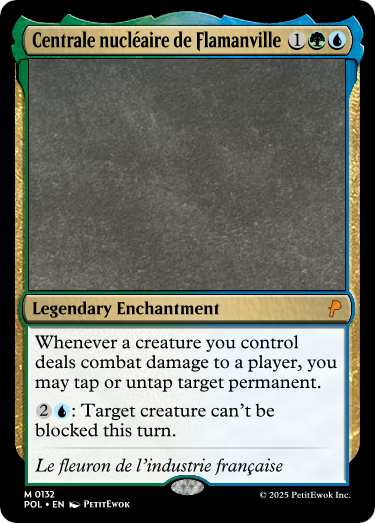 Centrale nucléaire de Flamanville 1
Legendary Enchantment
Whenever a creature you control
deals combat damage to a player, you
may tap or untap target permanent.
2 : Target creature can't be
blocked this turn.
Le fleuron de l'industrie française
M 0132
POL • EN PetitEwok
© 2025 PetitEwok Inc.